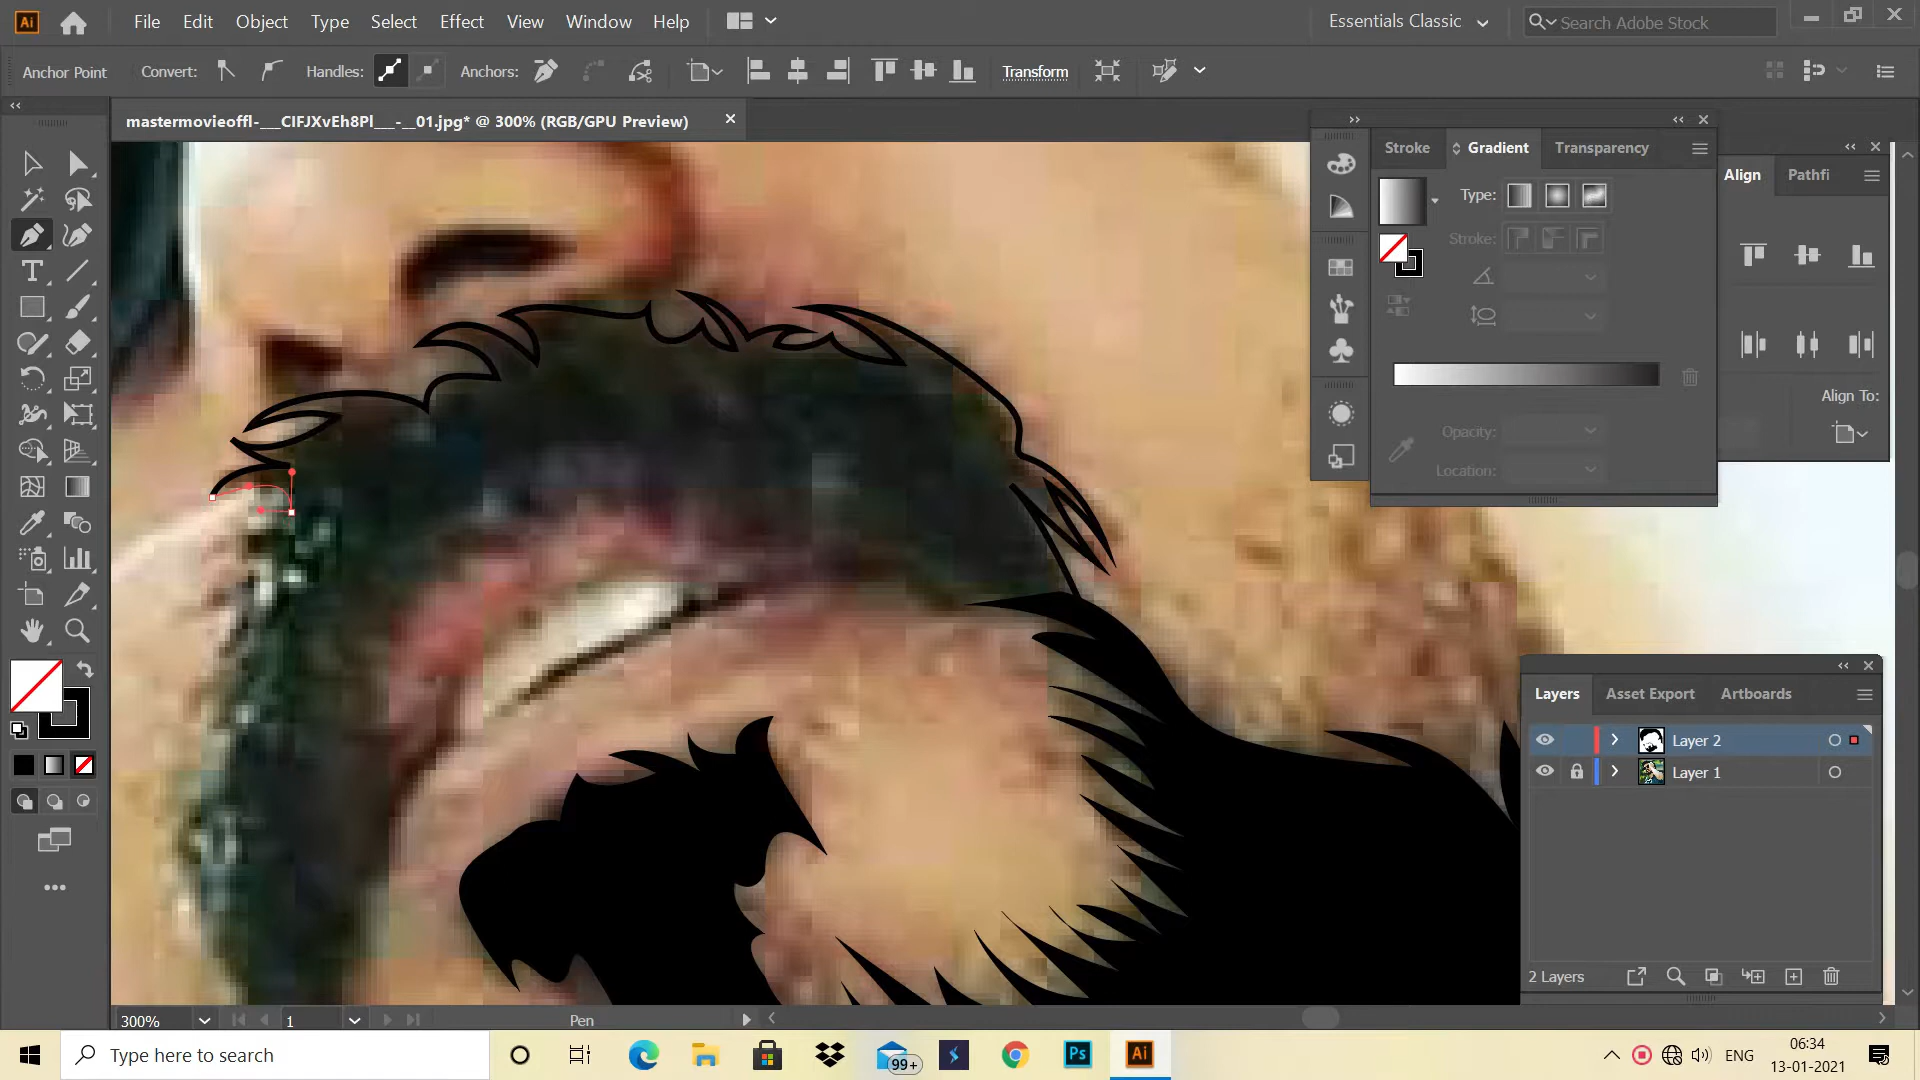 Ai File Edit Object Type Select Effect View Window Help Essentials Classic Search Adobe Stock
Anchor Point Convert: Handles: Anchors: Transform
mastermovieoffl-___CIFJXvEh8Pl___-__01.jpg* @ 300% (RGB/GPU Preview)
Stroke Gradient Transparency
Align Pathfi
Type:
Stroke:
Align To:
Opacity:
Location:
Layers Asset Export Artboards
Layer 2
Layer 1
2 Layers
300% 1 Pen
Type here to search
99+
Ps
Ai
ENG
06:34
13-01-2021